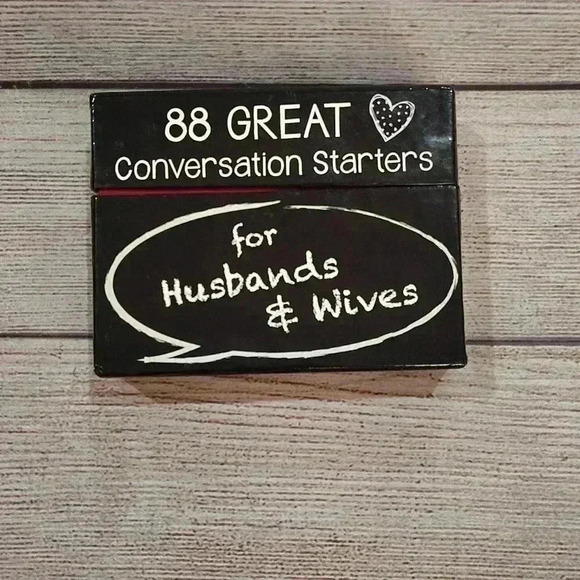 88 GREAT
Conversation Starters
for
Husbands
& Wives